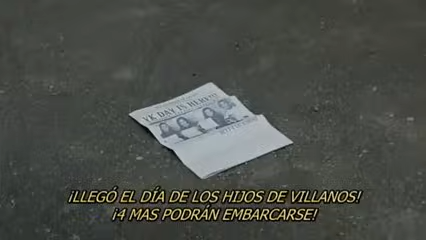 VK DAY IS HERE!!!
¡LLEGÓ EL DÍA DE LOS HIJOS DE VILLANOS!
¡4 MAS PODRÁN EMBARCARSE!